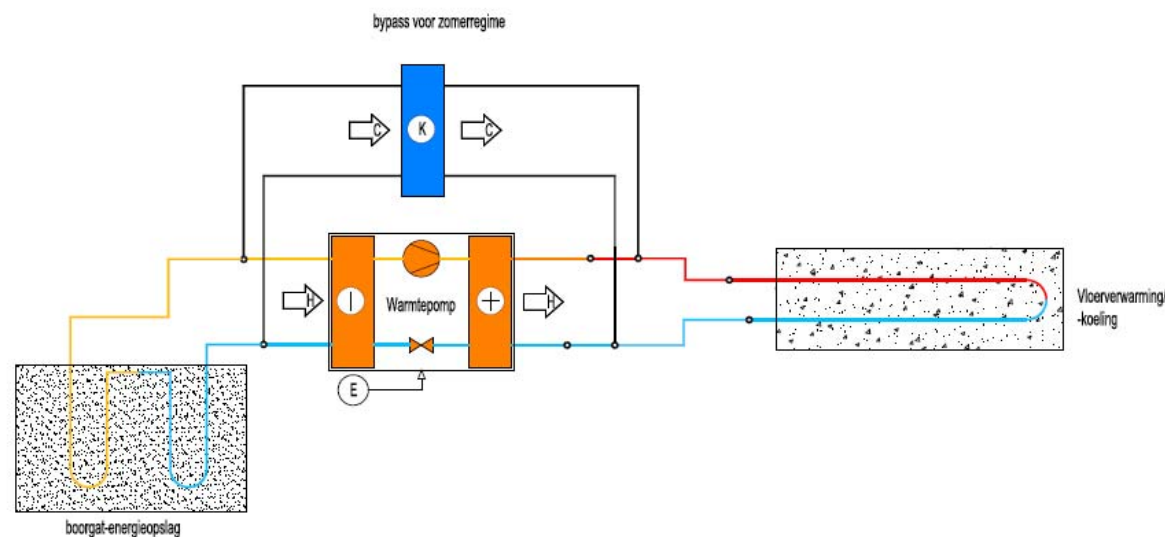 bypass voor zomerregime
C
K
C
H
Warmtepomp
H
E
Vloerverwarming/
-koeling
boorgat-energieopslag